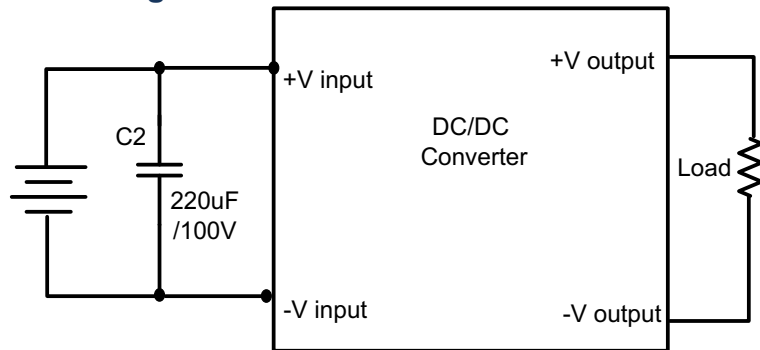 +V input
+V output
C2
DC/DC
Converter
Load
220uF
/100V
-V input
-V output